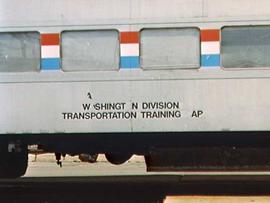 W SHINGT N DIVISION
TRANSPORTATION TRAINING AP